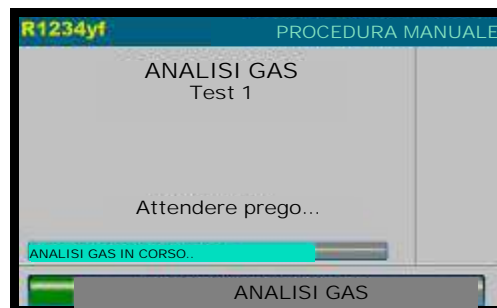 R1234yf
PROCEDURA MANUALE
ANALISI GAS
Test 1
Attendere prego...
ANALISI GAS IN CORSO..
ANALISI GAS